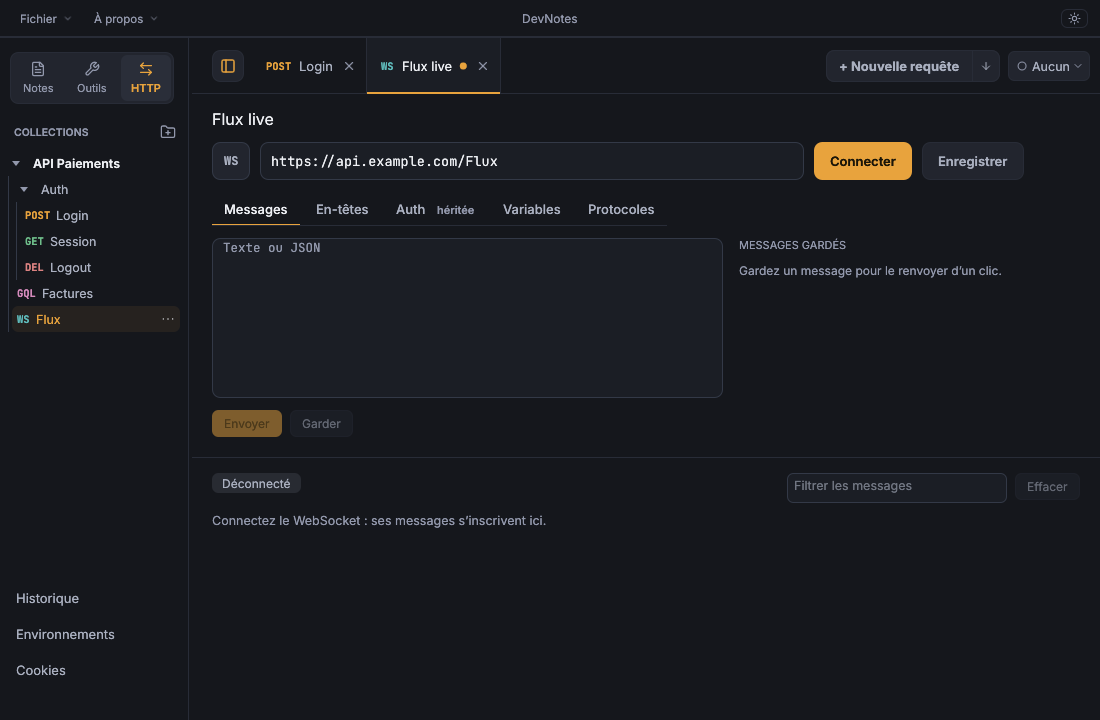 Fichier
À propos
DevNotes
Notes
Outils
HTTP
POST Login
WS Flux live
+ Nouvelle requête
Aucun
COLLECTIONS
API Paiements
Auth
POST Login
GET Session
DEL Logout
GQL Factures
WS Flux
Historique
Environnements
Cookies
Flux live
WS
https://api.example.com/Flux
Connecter
Enregistrer
Messages
En-têtes
Auth héritée
Variables
Protocoles
Texte ou JSON
MESSAGES GARDÉS
Gardez un message pour le renvoyer d’un clic.
Envoyer
Garder
Déconnecté
Filtrer les messages
Effacer
Connectez le WebSocket : ses messages s’inscrivent ici.